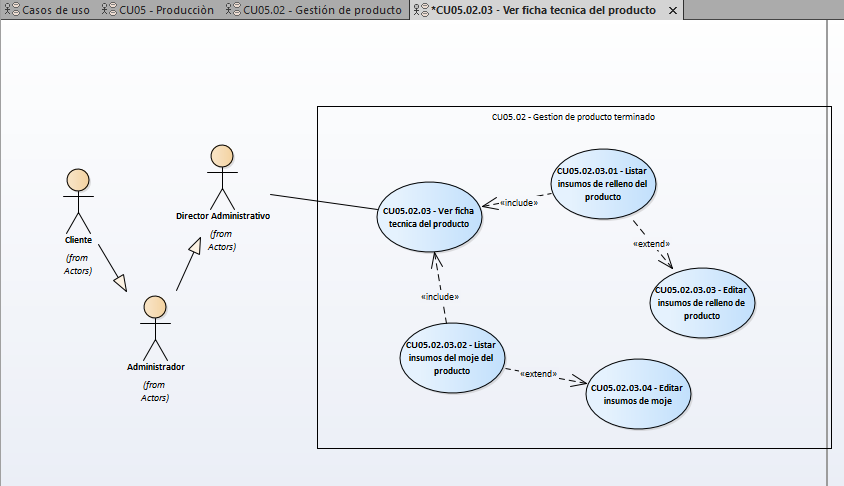 Casos de uso
CU05 - Producciòn
CU05.02 - Gestión de producto
*CU05.02.03 - Ver ficha tecnica del producto
CU05.02 - Gestion de producto terminado
Cliente
(from
Actors)
Director Administrativo
(from
Actors)
Administrador
(from
Actors)
CU05.02.03 - Ver ficha
tecnica del producto
«include»
CU05.02.03.01 - Listar
insumos de relleno del
producto
«extend»
CU05.02.03.03 - Editar
insumos de relleno de
producto
«include»
CU05.02.03.02 - Listar
insumos del moje del
producto
«extend»
CU05.02.03.04 - Editar
insumos de moje